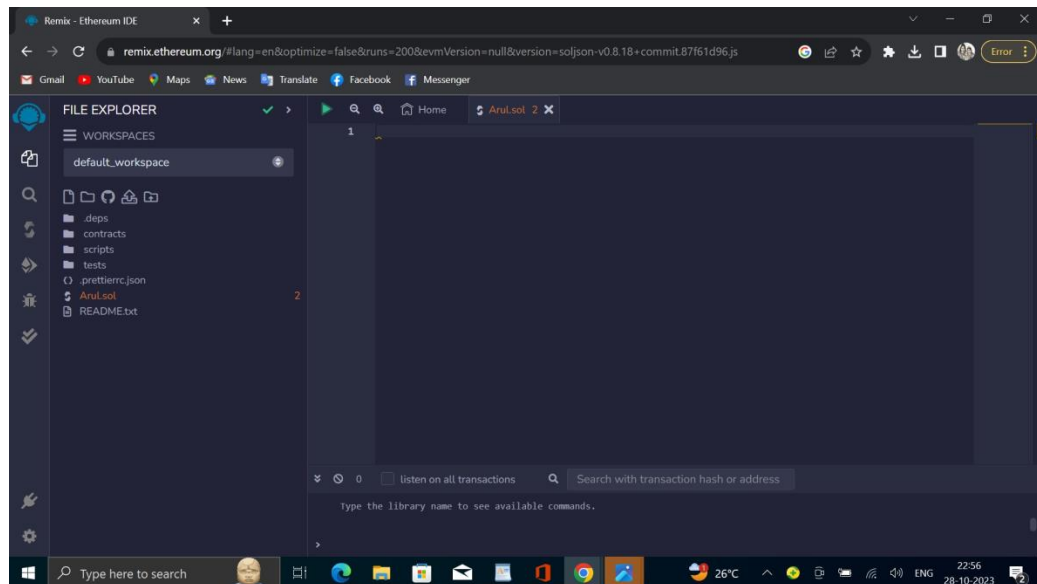 Remix - Ethereum IDE
remix.ethereum.org/#lang=en&optimize=false&runs=200&evmVersion=null&version=soljson-v0.8.18+commit.87f61d96.js
Error
Gmail YouTube Maps News Translate Facebook Messenger
FILE EXPLORER
Home
Arul.sol 2
WORKSPACES
1
default_workspace
.deps
contracts
scripts
tests
.prettierrc.json
Arul.sol 2
README.txt
0 listen on all transactions Search with transaction hash or address
Type the library name to see available commands.
>
Type here to search
26°C
ENG
22:56
28-10-2023
2